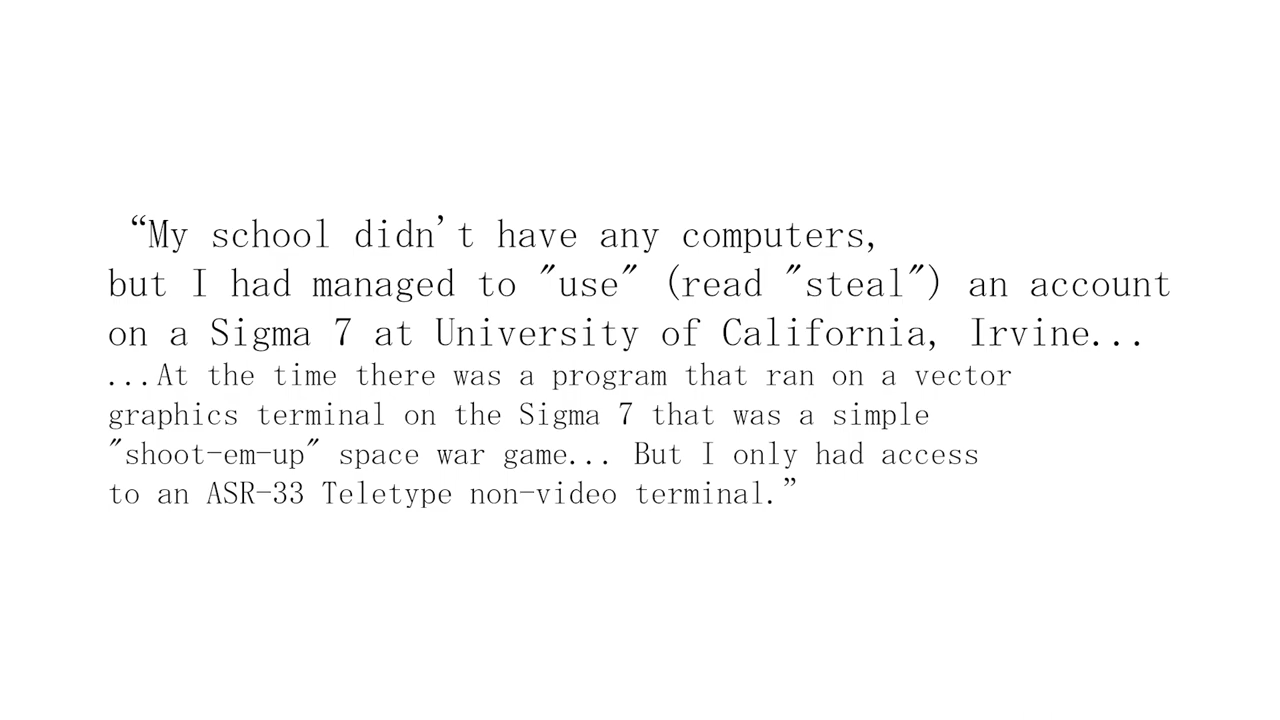 “My school didn't have any computers,
but I had managed to "use" (read "steal") an account
on a Sigma 7 at University of California, Irvine...
...At the time there was a program that ran on a vector
graphics terminal on the Sigma 7 that was a simple
"shoot-em-up" space war game... But I only had access
to an ASR-33 Teletype non-video terminal.”